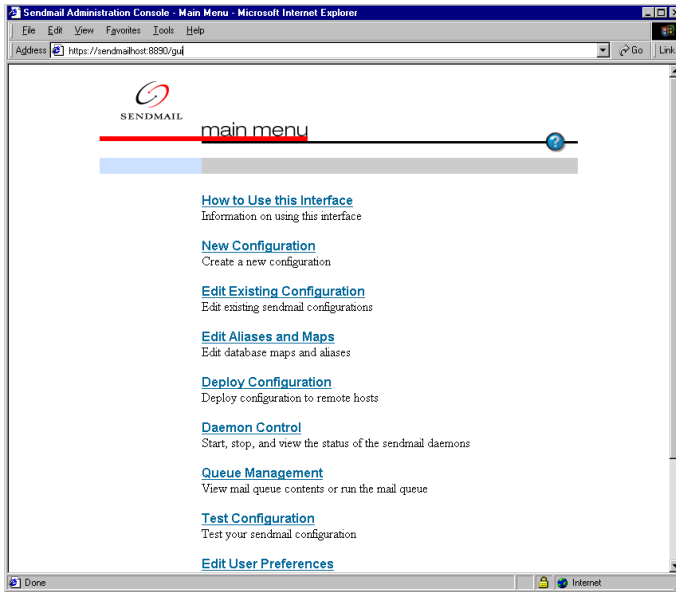 Sendmail Administration Console - Main Menu - Microsoft Internet Explorer
File Edit View Favorites Tools Help
Address https://sendmailhost:8890/gui Go Link
SENDMAIL
main menu
?
How to Use this Interface
Information on using this interface
New Configuration
Create a new configuration
Edit Existing Configuration
Edit existing sendmail configurations
Edit Aliases and Maps
Edit database maps and aliases
Deploy Configuration
Deploy configuration to remote hosts
Daemon Control
Start, stop, and view the status of the sendmail daemons
Queue Management
View mail queue contents or run the mail queue
Test Configuration
Test your sendmail configuration
Edit User Preferences
Done Internet